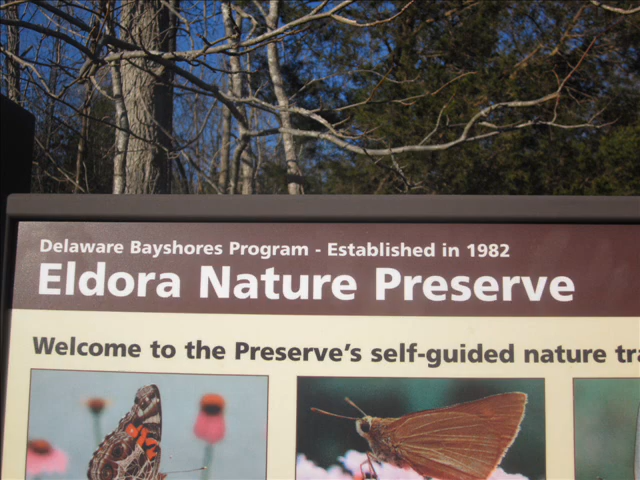 Delaware Bayshores Program - Established in 1982
Eldora Nature Preserve
Welcome to the Preserve's self-guided nature